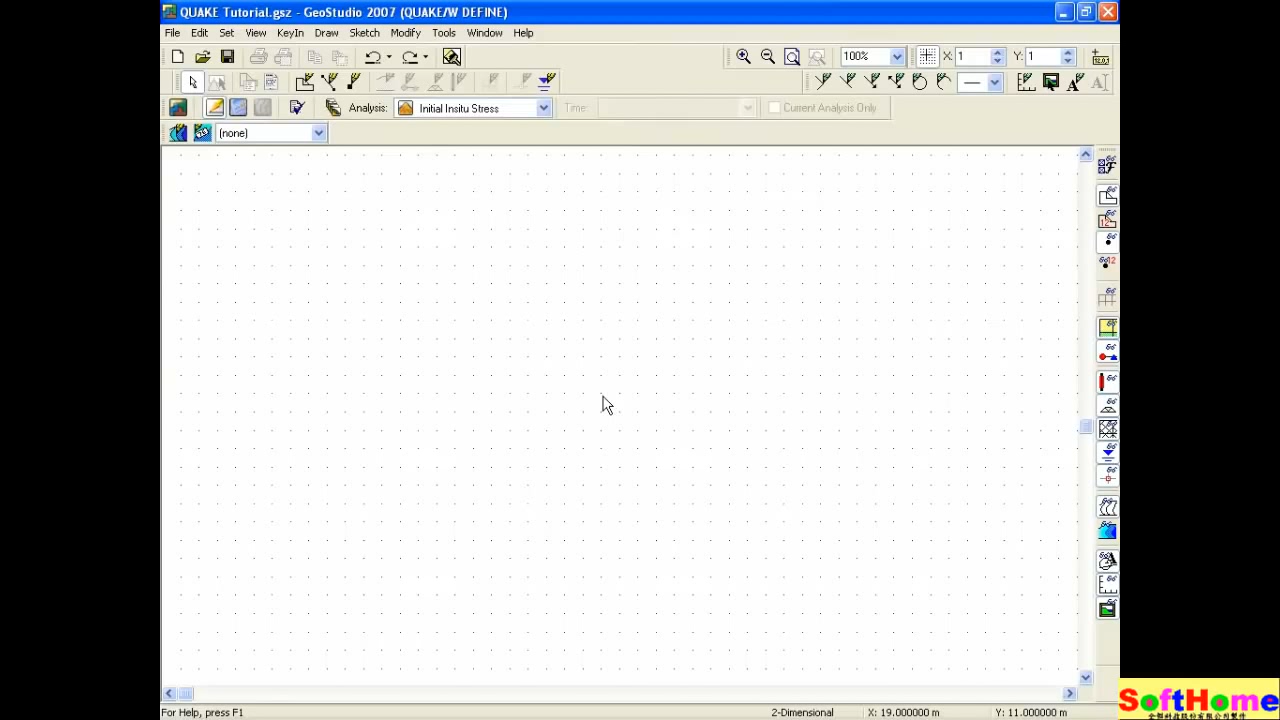 QUAKE Tutorial.gsz - GeoStudio 2007 (QUAKE/W DEFINE)
File Edit Set View KeyIn Draw Sketch Modify Tools Window Help
X: 1 Y: 1
Analysis: Initial Insitu Stress Time: Current Analysis Only
(none)
For Help, press F1 2-Dimensional X: 19.000000 m Y: 11.000000 m
SoftHome